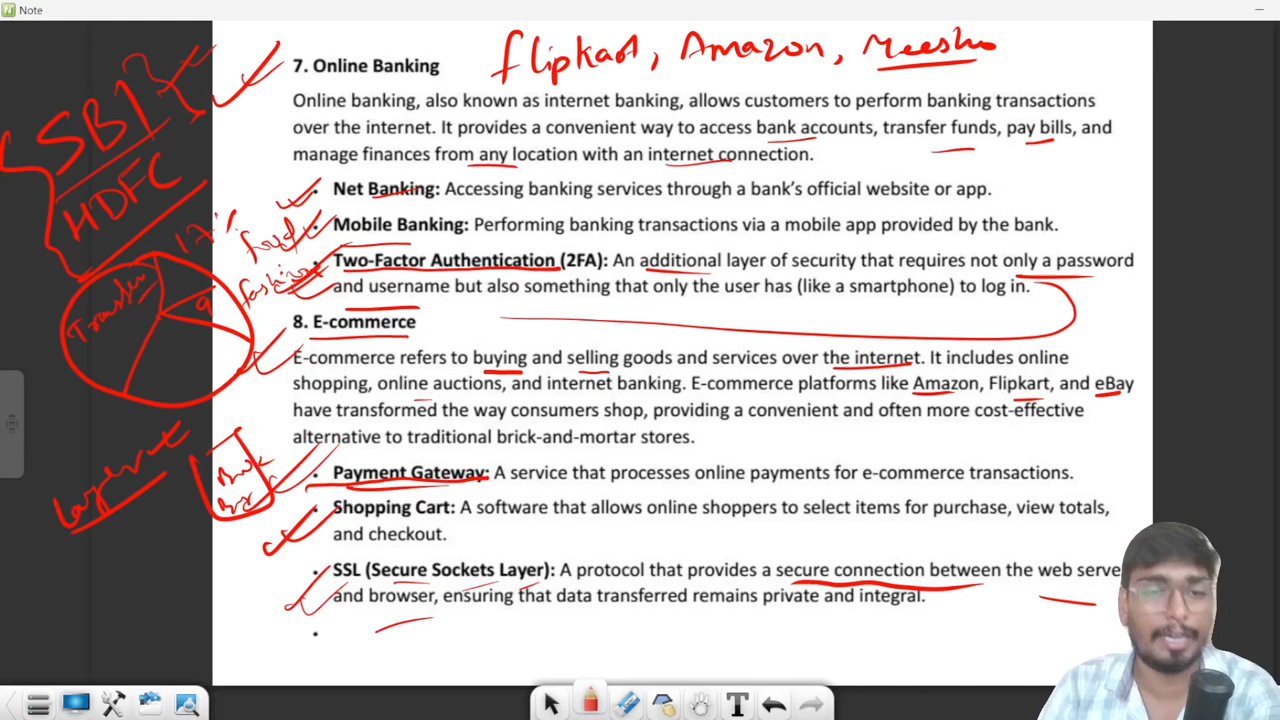 Note
flipkart, Amazon, Meesho
7. Online Banking
SBI
HDFC
Online banking, also known as internet banking, allows customers to perform banking transactions
over the internet. It provides a convenient way to access bank accounts, transfer funds, pay bills, and
manage finances from any location with an internet connection.
• Net Banking: Accessing banking services through a bank's official website or app.
• Mobile Banking: Performing banking transactions via a mobile app provided by the bank.
17%
food
fashion
Transfer
9
• Two-Factor Authentication (2FA): An additional layer of security that requires not only a password
and username but also something that only the user has (like a smartphone) to log in.
8. E-commerce
E-commerce refers to buying and selling goods and services over the internet. It includes online
shopping, online auctions, and internet banking. E-commerce platforms like Amazon, Flipkart, and eBay
have transformed the way consumers shop, providing a convenient and often more cost-effective
alternative to traditional brick-and-mortar stores.
• Payment Gateway: A service that processes online payments for e-commerce transactions.
• Shopping Cart: A software that allows online shoppers to select items for purchase, view totals,
and checkout.
• SSL (Secure Sockets Layer): A protocol that provides a secure connection between the web serve
and browser, ensuring that data transferred remains private and integral.
•